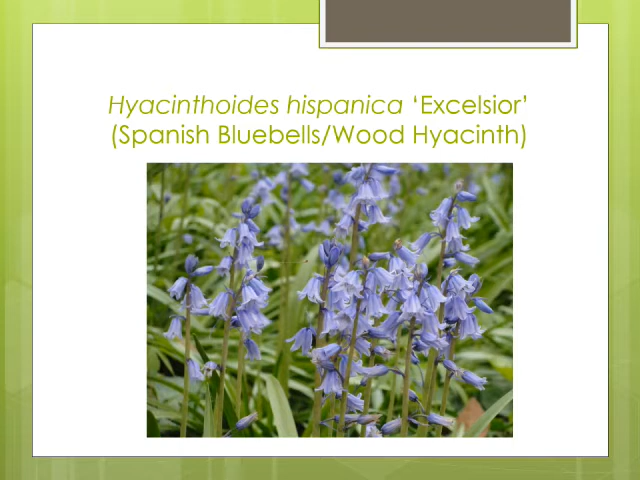 Hyacinthoides hispanica ‘Excelsior’
(Spanish Bluebells/Wood Hyacinth)